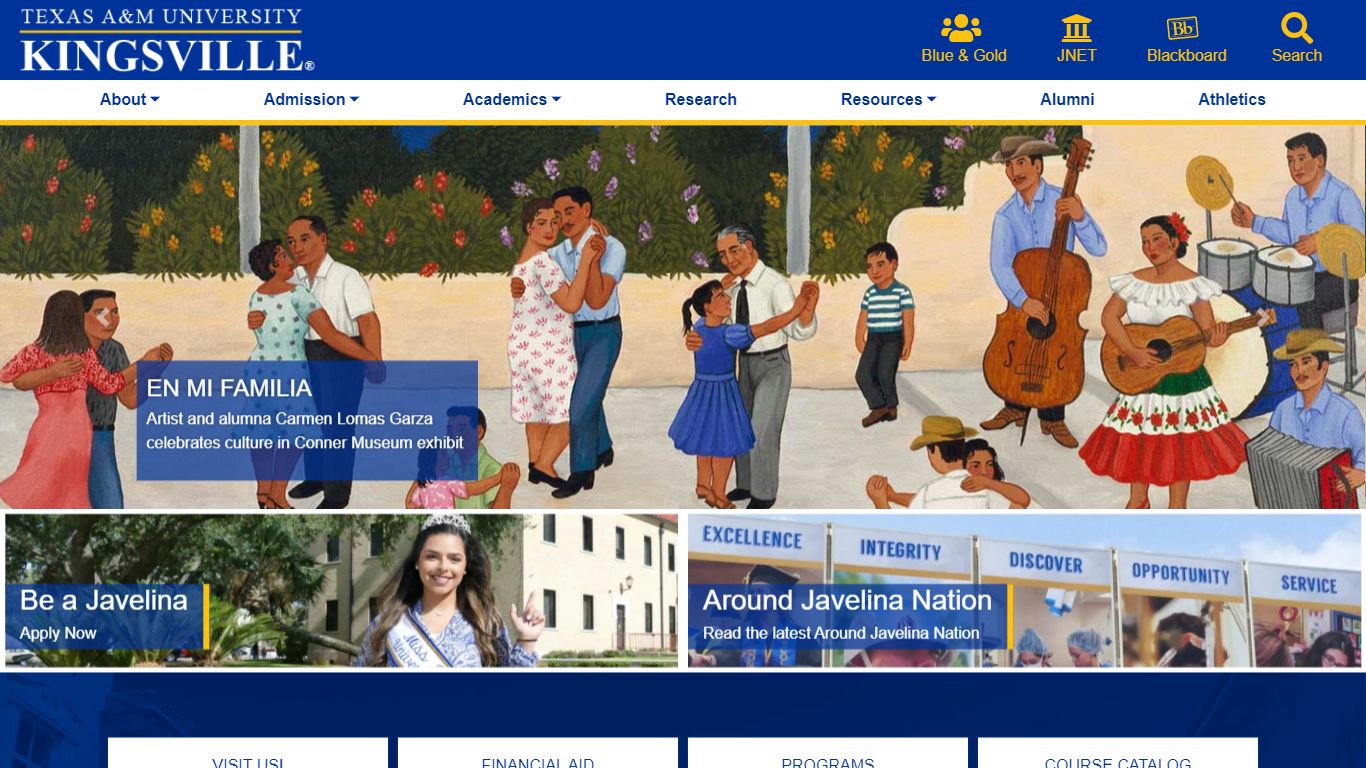 TEXAS A&M UNIVERSITY
KINGSVILLE®
Blue & Gold
JNET
Bb
Blackboard
Search
About
Admission
Academics
Research
Resources
Alumni
Athletics
EN MI FAMILIA
Artist and alumna Carmen Lomas Garza
celebrates culture in Conner Museum exhibit
Be a Javelina
Apply Now
Miss
EXCELLENCE
INTEGRITY
DISCOVER
OPPORTUNITY
SERVICE
Around Javelina Nation
Read the latest Around Javelina Nation
VISIT US!
FINANCIAL AID
PROGRAMS
COURSE CATALOG